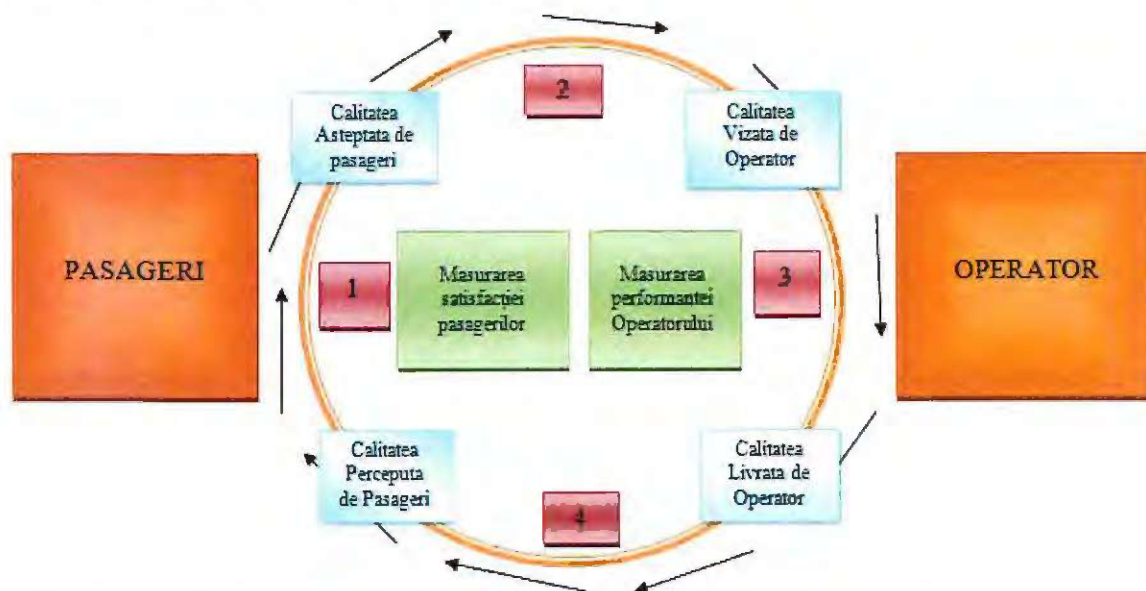 2
Calitatea
Asteptata de
pasageri
Calitatea
Vizata de
Operator
PASAGERI
1
Masurarea
satisfacției
pasagerilor
Masurarea
performantei
Operatorului
3
OPERATOR
Calitatea
Perceputa
de Pasageri
4
Calitatea
Livrata de
Operator